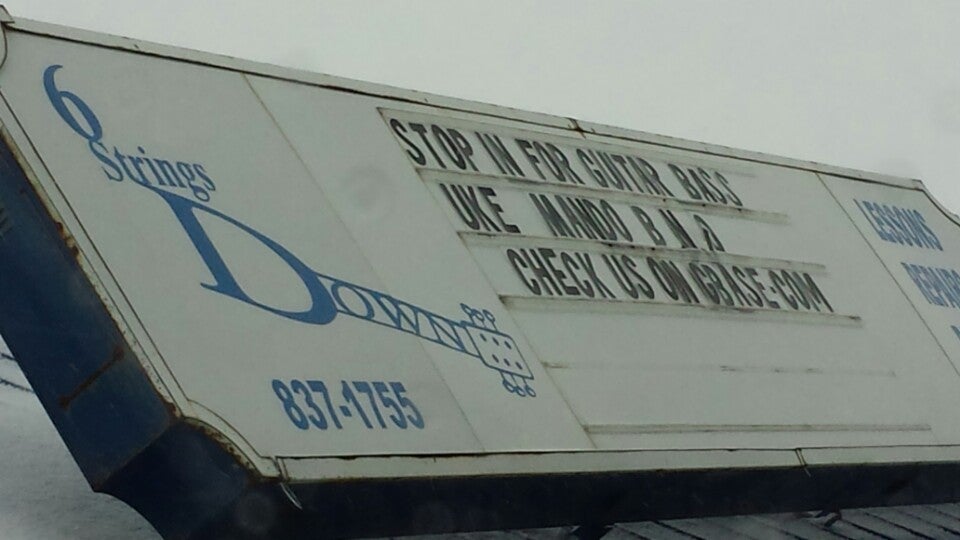 6
Strings
DOWN
837-1755
STOP IN FOR GUITAR BASS
UKE MANDO B N
CHECK US ON GBASE.COM
LESSONS